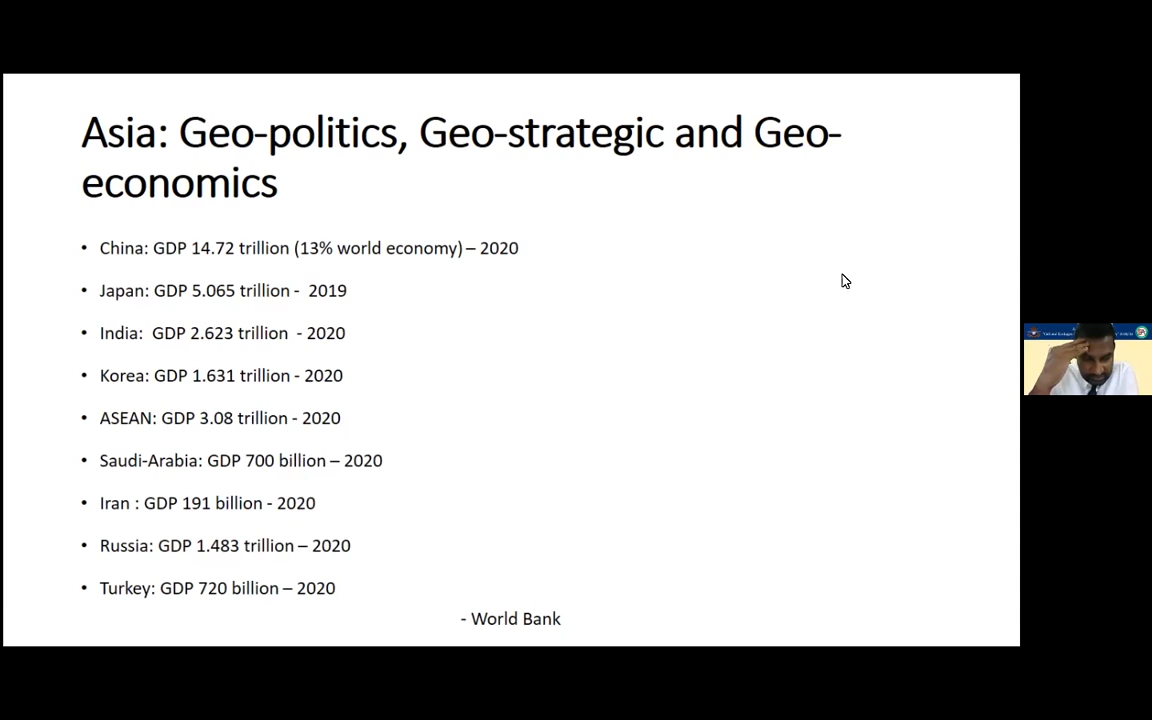 Asia: Geo-politics, Geo-strategic and Geo-
economics
• China: GDP 14.72 trillion (13% world economy) – 2020
• Japan: GDP 5.065 trillion -  2019
• India:  GDP 2.623 trillion  - 2020
• Korea: GDP 1.631 trillion - 2020
• ASEAN: GDP 3.08 trillion - 2020
• Saudi-Arabia: GDP 700 billion – 2020
• Iran : GDP 191 billion - 2020
• Russia: GDP 1.483 trillion – 2020
• Turkey: GDP 720 billion – 2020
- World Bank